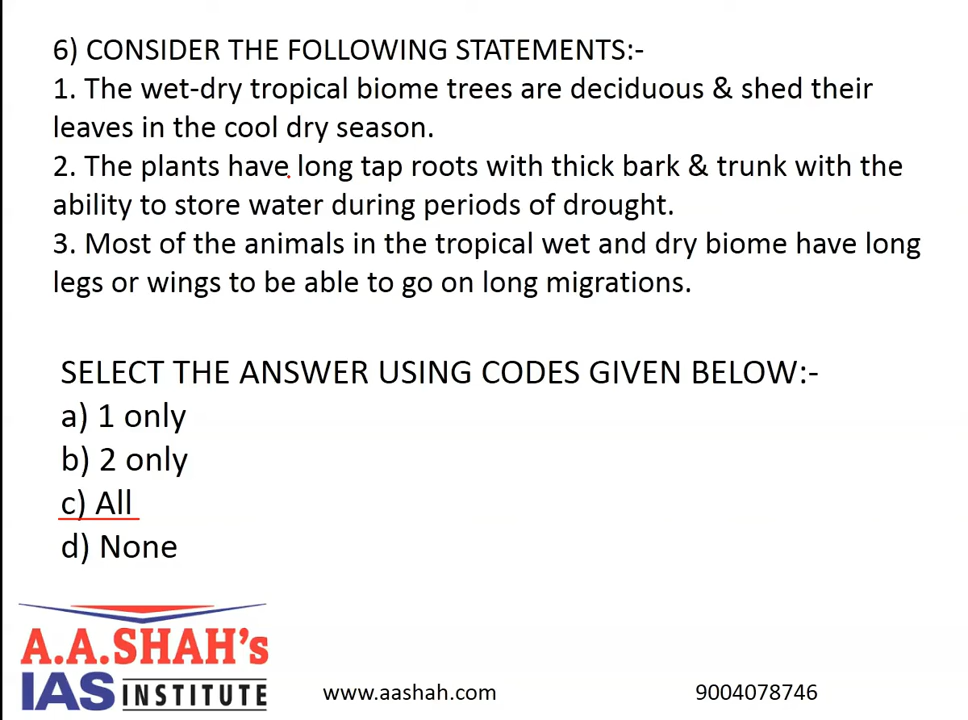 6) CONSIDER THE FOLLOWING STATEMENTS:-
1. The wet-dry tropical biome trees are deciduous & shed their
leaves in the cool dry season.
2. The plants have long tap roots with thick bark & trunk with the
ability to store water during periods of drought.
3. Most of the animals in the tropical wet and dry biome have long
legs or wings to be able to go on long migrations.
SELECT THE ANSWER USING CODES GIVEN BELOW:-
a) 1 only
b) 2 only
c) All
d) None
A.A.SHAH's
IAS INSTITUTE
www.aashah.com
9004078746